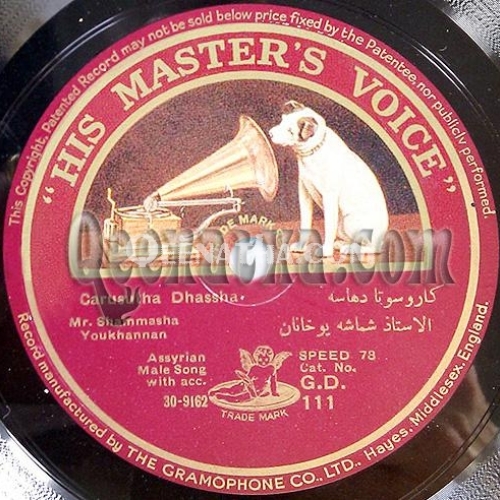 This Copyright Patented Record may not be sold below price fixed by the Patentee, nor publicly performed.
"HIS MASTER'S VOICE"
Qeenatha.com
TRADE MARK
Dhassha.
كاروسوتا دهاسه
Mr. Shammasha
Youkhannan
الاستاذ شماشه يوخانان
Assyrian
Male Song
with acc.
SPEED 78
Cat. No.
G.D.
111
30-9162
TRADE MARK
Record manufactured by THE GRAMOPHONE CO., LTD., Hayes, Middlesex, England.